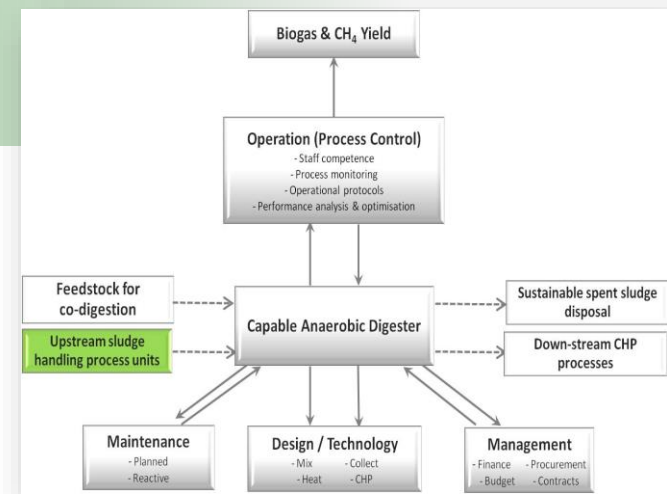 Biogas & CH₄ Yield
Operation (Process Control)
- Staff competence
- Process monitoring
- Operational protocols
- Performance analysis & optimisation
Feedstock for
co-digestion
Upstream sludge
handling process units
Capable Anaerobic Digester
Sustainable spent sludge
disposal
Down-stream CHP
processes
Maintenance
- Planned
- Reactive
Design / Technology
- Mix - Collect
- Heat - CHP
Management
- Finance - Procurement
- Budget - Contracts